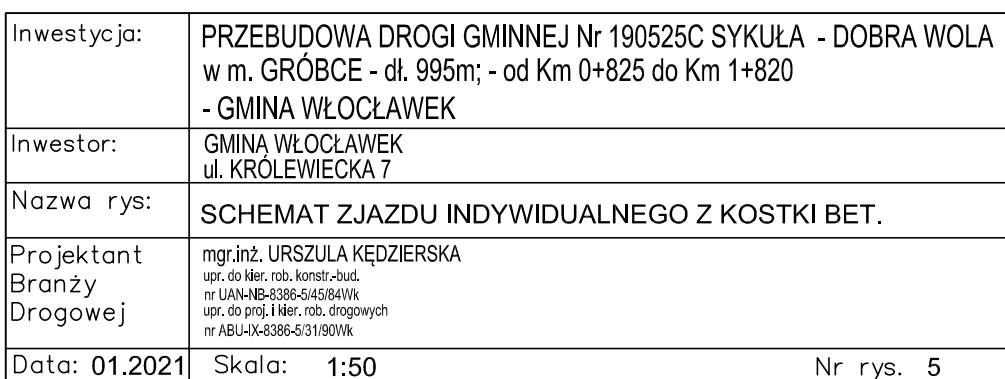 Inwestycja: PRZEBUDOWA DROGI GMINNEJ Nr 190525C SYKUŁA - DOBRA WOLA
w m. GRÓBCE - dł. 995m; - od Km 0+825 do Km 1+820
- GMINA WŁOCŁAWEK
Inwestor: GMINA WŁOCŁAWEK
ul. KRÓLEWIECKA 7
Nazwa rys: SCHEMAT ZJAZDU INDYWIDUALNEGO Z KOSTKI BET.
Projektant
Branży
Drogowej
mgr.inż. URSZULA KĘDZIERSKA
upr. do kier. rob. konstr.-bud.
nr UAN-NB-8386-5/45/84Wk
upr. do proj. i kier. rob. drogowych
nr ABU-IX-8386-5/31/90Wk
Data: 01.2021 Skala: 1:50 Nr rys. 5